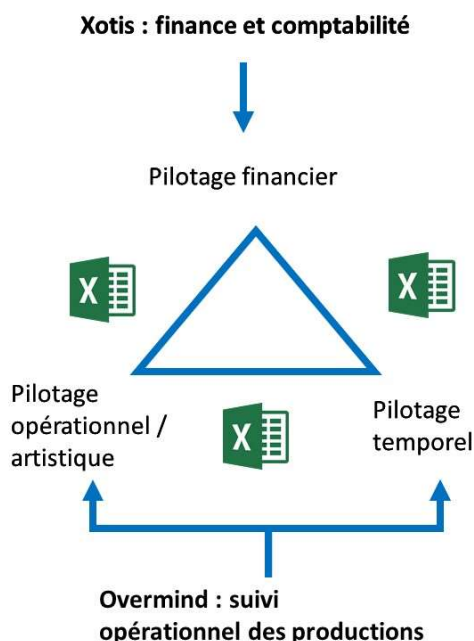 Xotis : finance et comptabilité
Pilotage financier
X
X
Pilotage
opérationnel /
artistique
X
Pilotage
temporel
Overmind : suivi
opérationnel des productions